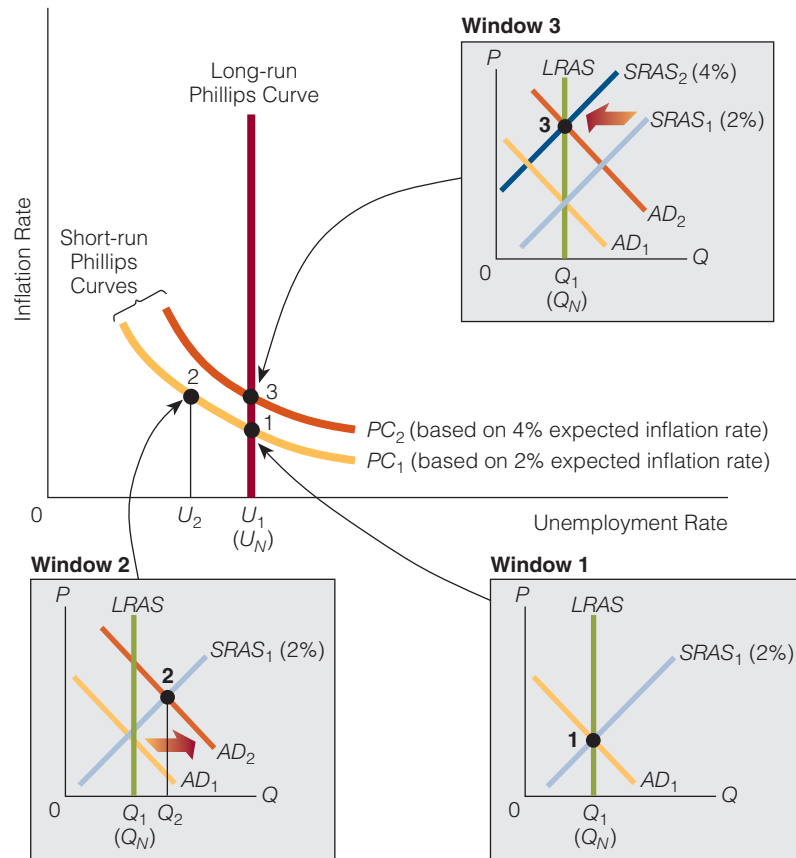 Window 3
P
LRAS
SRAS2 (4%)
SRAS1 (2%)
3
AD2
AD1
0
Q1
(QN)
Q
Inflation Rate
Long-run
Phillips Curve
Short-run
Phillips
Curves
2
3
1
PC2 (based on 4% expected inflation rate)
PC1 (based on 2% expected inflation rate)
0
U2
U1
(UN)
Unemployment Rate
Window 2
P
LRAS
SRAS1 (2%)
2
AD2
AD1
0
Q1
(QN)
Q2
Q
Window 1
P
LRAS
SRAS1 (2%)
1
AD1
0
Q1
(QN)
Q